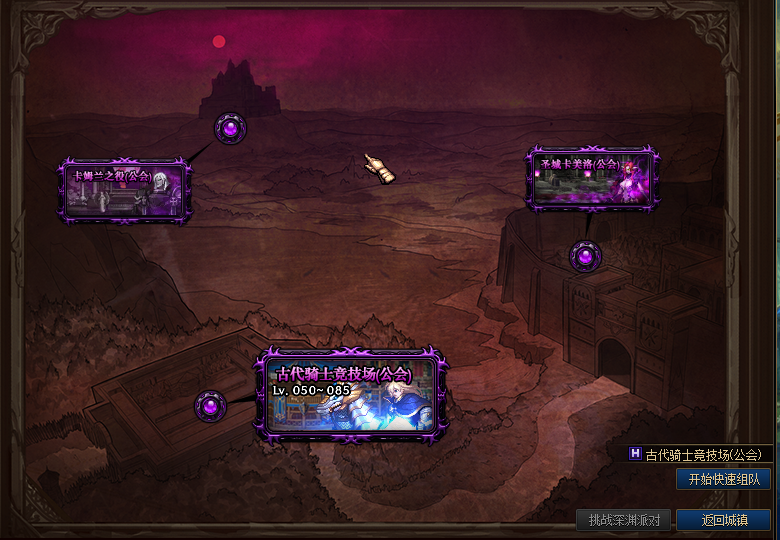 卡姆兰之役(公会)
圣城卡美洛(公会)
古代骑士竞技场(公会)
Lv. 050~ 085
H 古代骑士竞技场(公会)
开始快速组队
挑战深渊派对 返回城镇